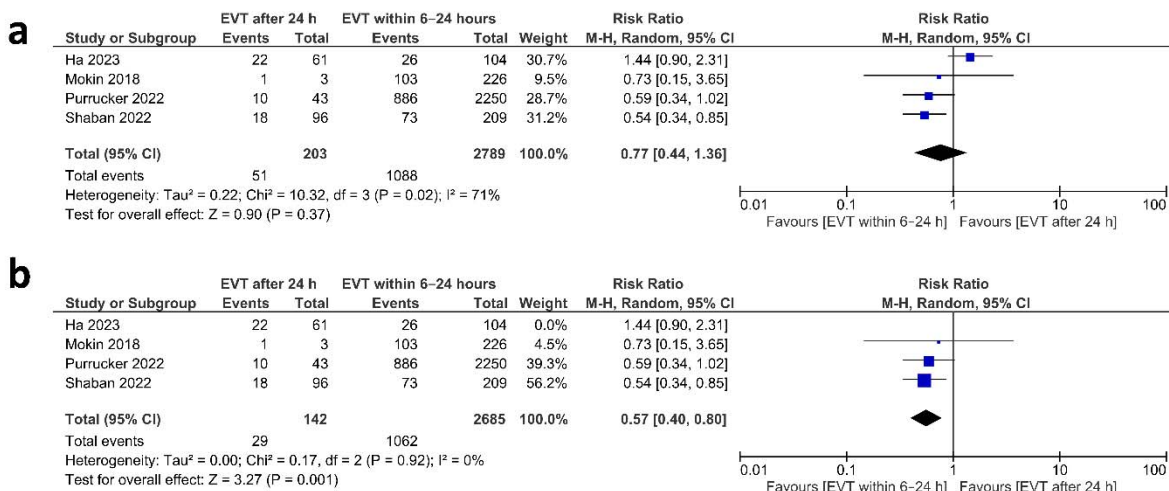 a
EVT after 24 h EVT within 6–24 hours Risk Ratio Risk Ratio
Study or Subgroup Events Total Events Total Weight M-H, Random, 95% CI M-H, Random, 95% CI
Ha 2023 22 61 26 104 30.7% 1.44 [0.90, 2.31]
Mokin 2018 1 3 103 226 9.5% 0.73 [0.15, 3.65]
Purrucker 2022 10 43 886 2250 28.7% 0.59 [0.34, 1.02]
Shaban 2022 18 96 73 209 31.2% 0.54 [0.34, 0.85]
Total (95% CI) 203 2789 100.0% 0.77 [0.44, 1.36]
Total events 51 1088
Heterogeneity: Tau² = 0.22; Chi² = 10.32, df = 3 (P = 0.02); I² = 71%
Test for overall effect: Z = 0.90 (P = 0.37)
0.01 0.1 1 10 100
Favours [EVT within 6–24 h] Favours [EVT after 24 h]
b
EVT after 24 h EVT within 6–24 hours Risk Ratio Risk Ratio
Study or Subgroup Events Total Events Total Weight M-H, Random, 95% CI M-H, Random, 95% CI
Ha 2023 22 61 26 104 0.0% 1.44 [0.90, 2.31]
Mokin 2018 1 3 103 226 4.5% 0.73 [0.15, 3.65]
Purrucker 2022 10 43 886 2250 39.3% 0.59 [0.34, 1.02]
Shaban 2022 18 96 73 209 56.2% 0.54 [0.34, 0.85]
Total (95% CI) 142 2685 100.0% 0.57 [0.40, 0.80]
Total events 29 1062
Heterogeneity: Tau² = 0.00; Chi² = 0.17, df = 2 (P = 0.92); I² = 0%
Test for overall effect: Z = 3.27 (P = 0.001)
0.01 0.1 1 10 100
Favours [EVT within 6–24 h] Favours [EVT after 24 h]